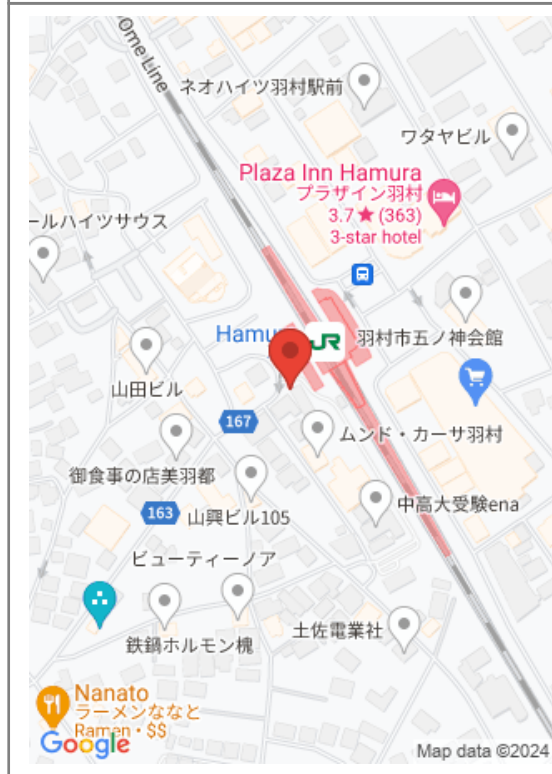 Ome Line
ネオハイツ羽村駅前
ワタヤビル
Plaza Inn Hamura
プラザイン羽村
3.7★(363)
3-star hotel
ールハイツサウス
Hamu
JR
羽村市五ノ神会館
山田ビル
167
ムンド・カーサ羽村
御食事の店美羽都
163
山興ビル105
中高大受験ena
ビューティーノア
鉄鍋ホルモン槐
土佐電業社
Nanato
ラーメンななと
Ramen・$$
Google
Map data ©2024